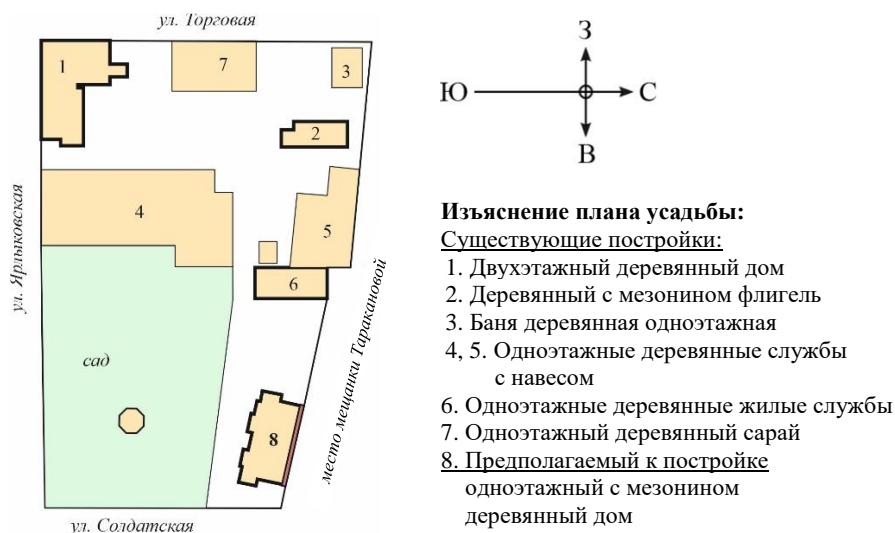 ул. Торговая
1
7
3
2
4
5
6
сад
8
ул. Ярлыковская
место мещанки Таракановой
ул. Солдатская
З
Ю
С
В
Изъяснение плана усадьбы:
Существующие постройки:
1. Двухэтажный деревянный дом
2. Деревянный с мезонином флигель
3. Баня деревянная одноэтажная
4, 5. Одноэтажные деревянные службы
с навесом
6. Одноэтажные деревянные жилые службы
7. Одноэтажный деревянный сарай
8. Предполагаемый к постройке
одноэтажный с мезонином
деревянный дом